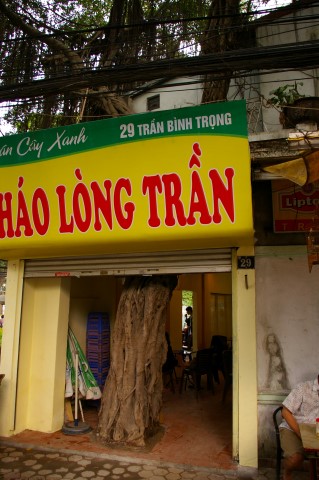 án Cây Xanh
29 TRẦN BÌNH TRỌNG
HÁO LÒNG TRẦN
29
Lipto